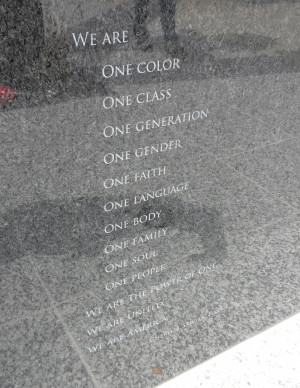 We are
One color
One class
One generation
One gender
One faith
One language
One body
One family
One soul
One people
We are the power of one
We are united
We are America